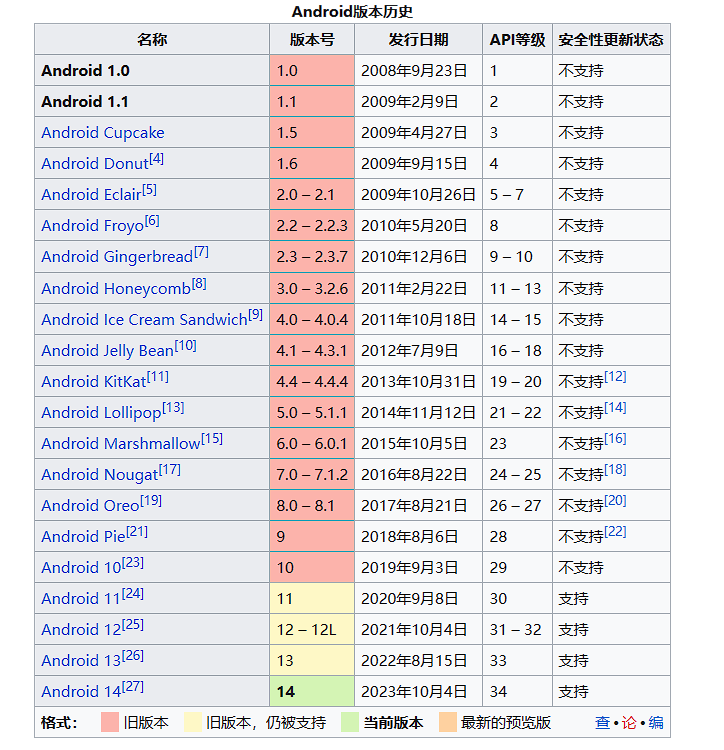 Android版本历史
名称 版本号 发行日期 API等级 安全性更新状态
Android 1.0 1.0 2008年9月23日 1 不支持
Android 1.1 1.1 2009年2月9日 2 不支持
Android Cupcake 1.5 2009年4月27日 3 不支持
Android Donut[4] 1.6 2009年9月15日 4 不支持
Android Eclair[5] 2.0 – 2.1 2009年10月26日 5 – 7 不支持
Android Froyo[6] 2.2 – 2.2.3 2010年5月20日 8 不支持
Android Gingerbread[7] 2.3 – 2.3.7 2010年12月6日 9 – 10 不支持
Android Honeycomb[8] 3.0 – 3.2.6 2011年2月22日 11 – 13 不支持
Android Ice Cream Sandwich[9] 4.0 – 4.0.4 2011年10月18日 14 – 15 不支持
Android Jelly Bean[10] 4.1 – 4.3.1 2012年7月9日 16 – 18 不支持
Android KitKat[11] 4.4 – 4.4.4 2013年10月31日 19 – 20 不支持[12]
Android Lollipop[13] 5.0 – 5.1.1 2014年11月12日 21 – 22 不支持[14]
Android Marshmallow[15] 6.0 – 6.0.1 2015年10月5日 23 不支持[16]
Android Nougat[17] 7.0 – 7.1.2 2016年8月22日 24 – 25 不支持[18]
Android Oreo[19] 8.0 – 8.1 2017年8月21日 26 – 27 不支持[20]
Android Pie[21] 9 2018年8月6日 28 不支持[22]
Android 10[23] 10 2019年9月3日 29 不支持
Android 11[24] 11 2020年9月8日 30 支持
Android 12[25] 12 – 12L 2021年10月4日 31 – 32 支持
Android 13[26] 13 2022年8月15日 33 支持
Android 14[27] 14 2023年10月4日 34 支持
格式： 旧版本 旧版本，仍被支持 当前版本 最新的预览版 查•论•编